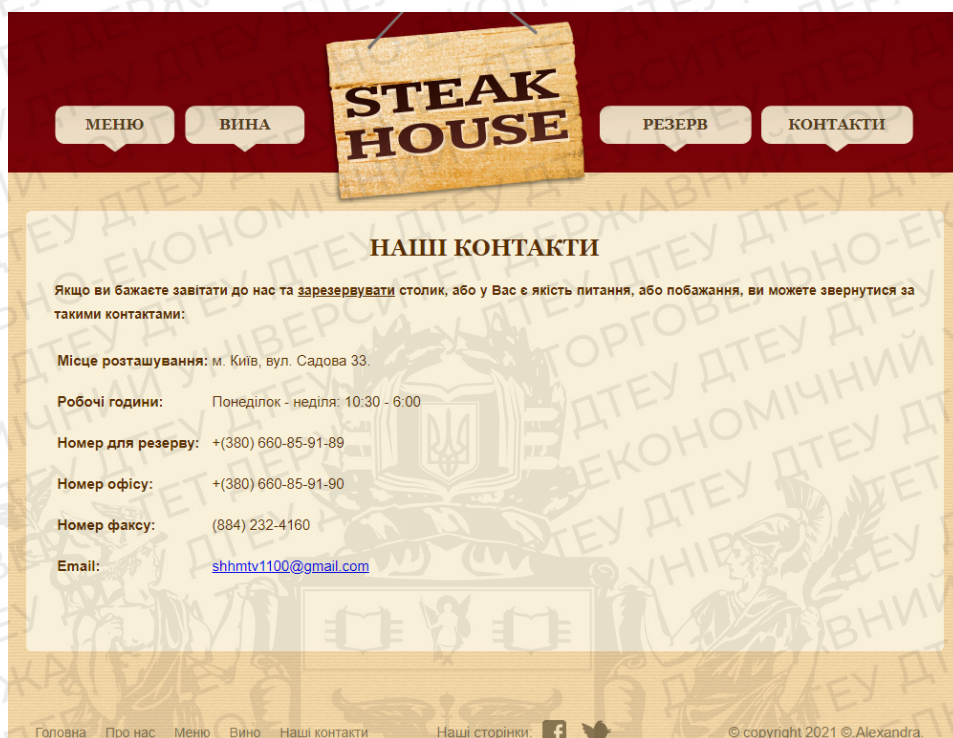 STEAK
HOUSE
МЕНЮ
ВИНА
РЕЗЕРВ
КОНТАКТИ
НАШІ КОНТАКТИ
Якщо ви бажаєте завітати до нас та зарезервувати столик, або у Вас є якість питання, або побажання, ви можете звернутися за
такими контактами:
Місце розташування: м. Київ, вул. Садова 33.
Робочі години: Понеділок - неділя: 10:30 - 6:00
Номер для резерву: +(380) 660-85-91-89
Номер офісу: +(380) 660-85-91-90
Номер факсу: (884) 232-4160
Email: shhmtv1100@gmail.com
Головна Про нас Меню Вино Наші контакти Наші сторінки: © copyright 2021 © Alexandra.